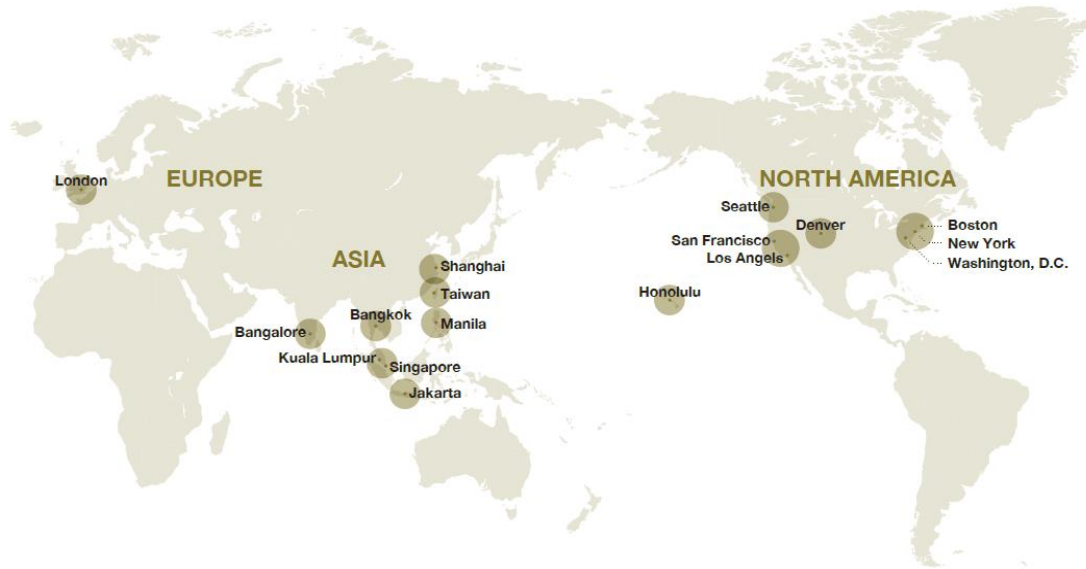 London
EUROPE
ASIA
Shanghai
Taiwan
Bangkok
Manila
Bangalore
Kuala Lumpur
Singapore
Jakarta
NORTH AMERICA
Seattle
Denver
Boston
San Francisco
New York
Los Angels
Washington, D.C.
Honolulu